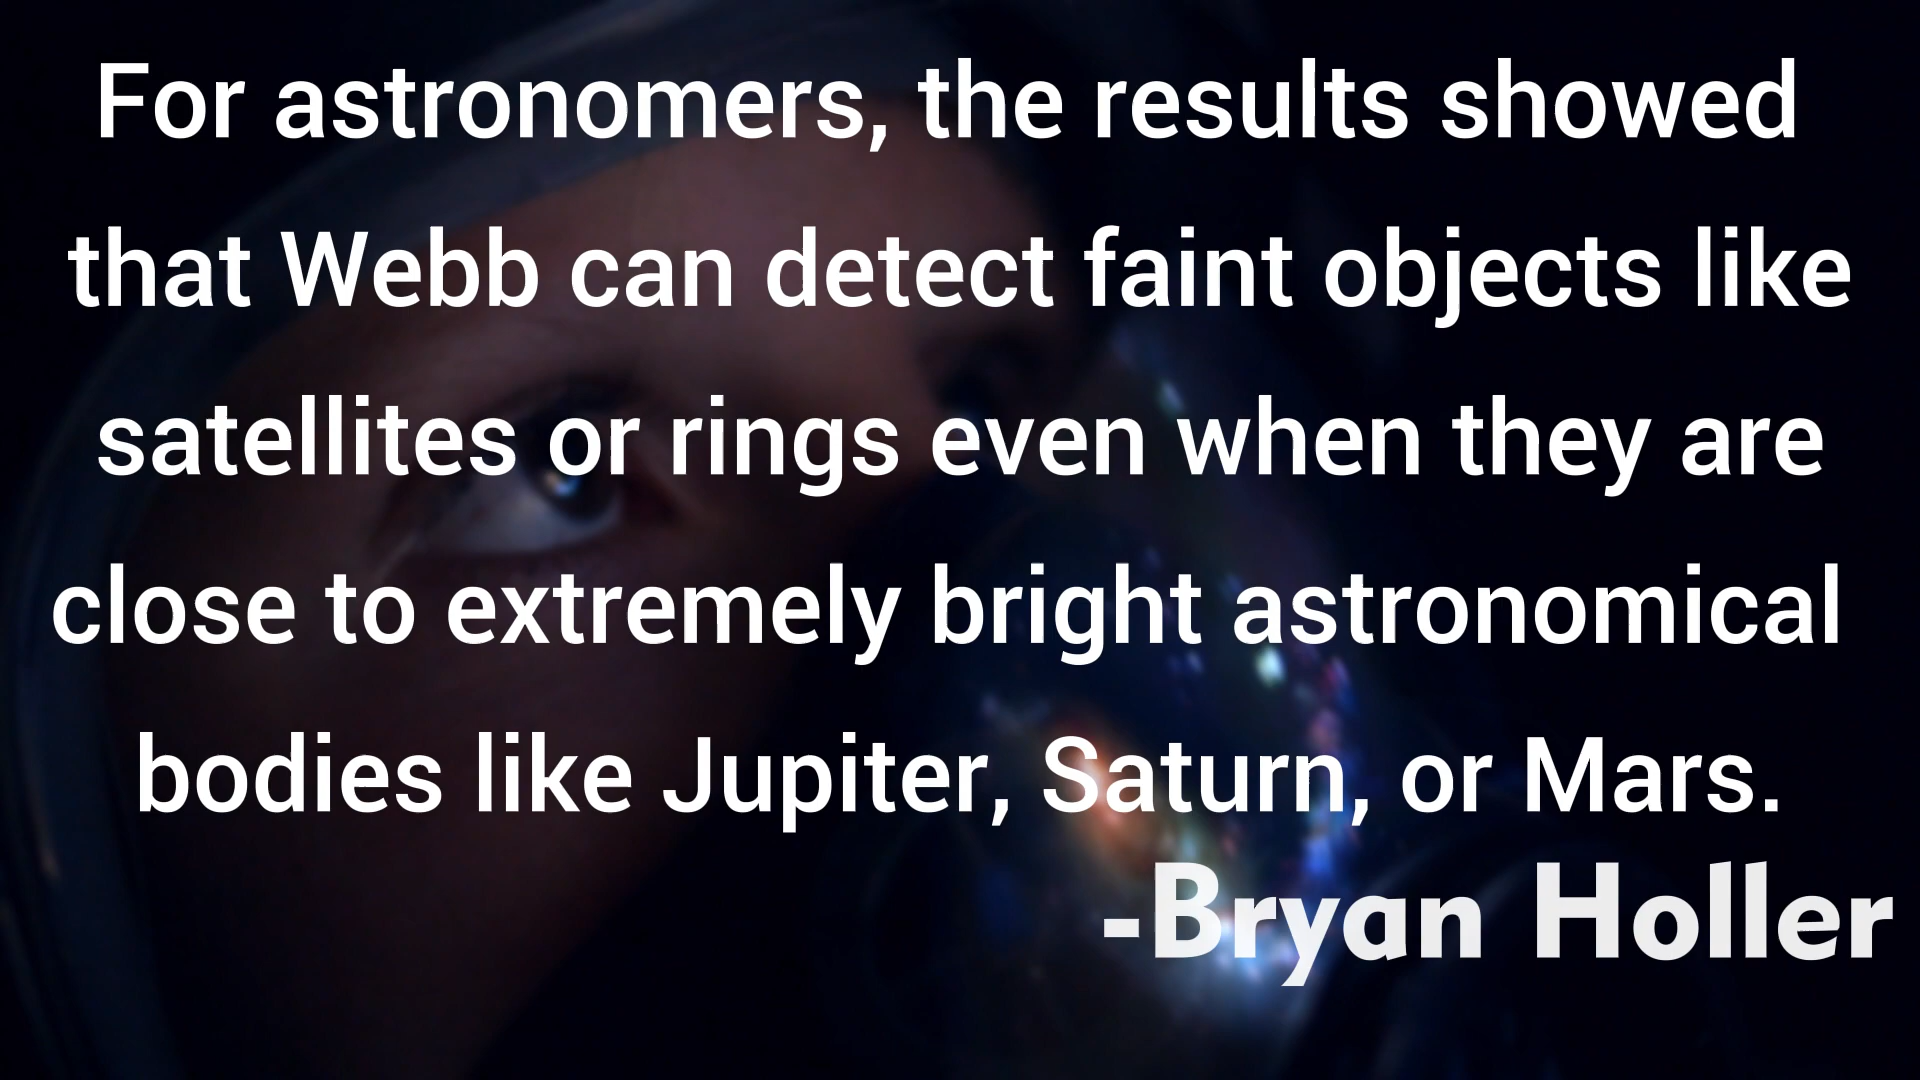 For astronomers, the results showed
that Webb can detect faint objects like
satellites or rings even when they are
close to extremely bright astronomical
bodies like Jupiter, Saturn, or Mars.
-Bryan Holler